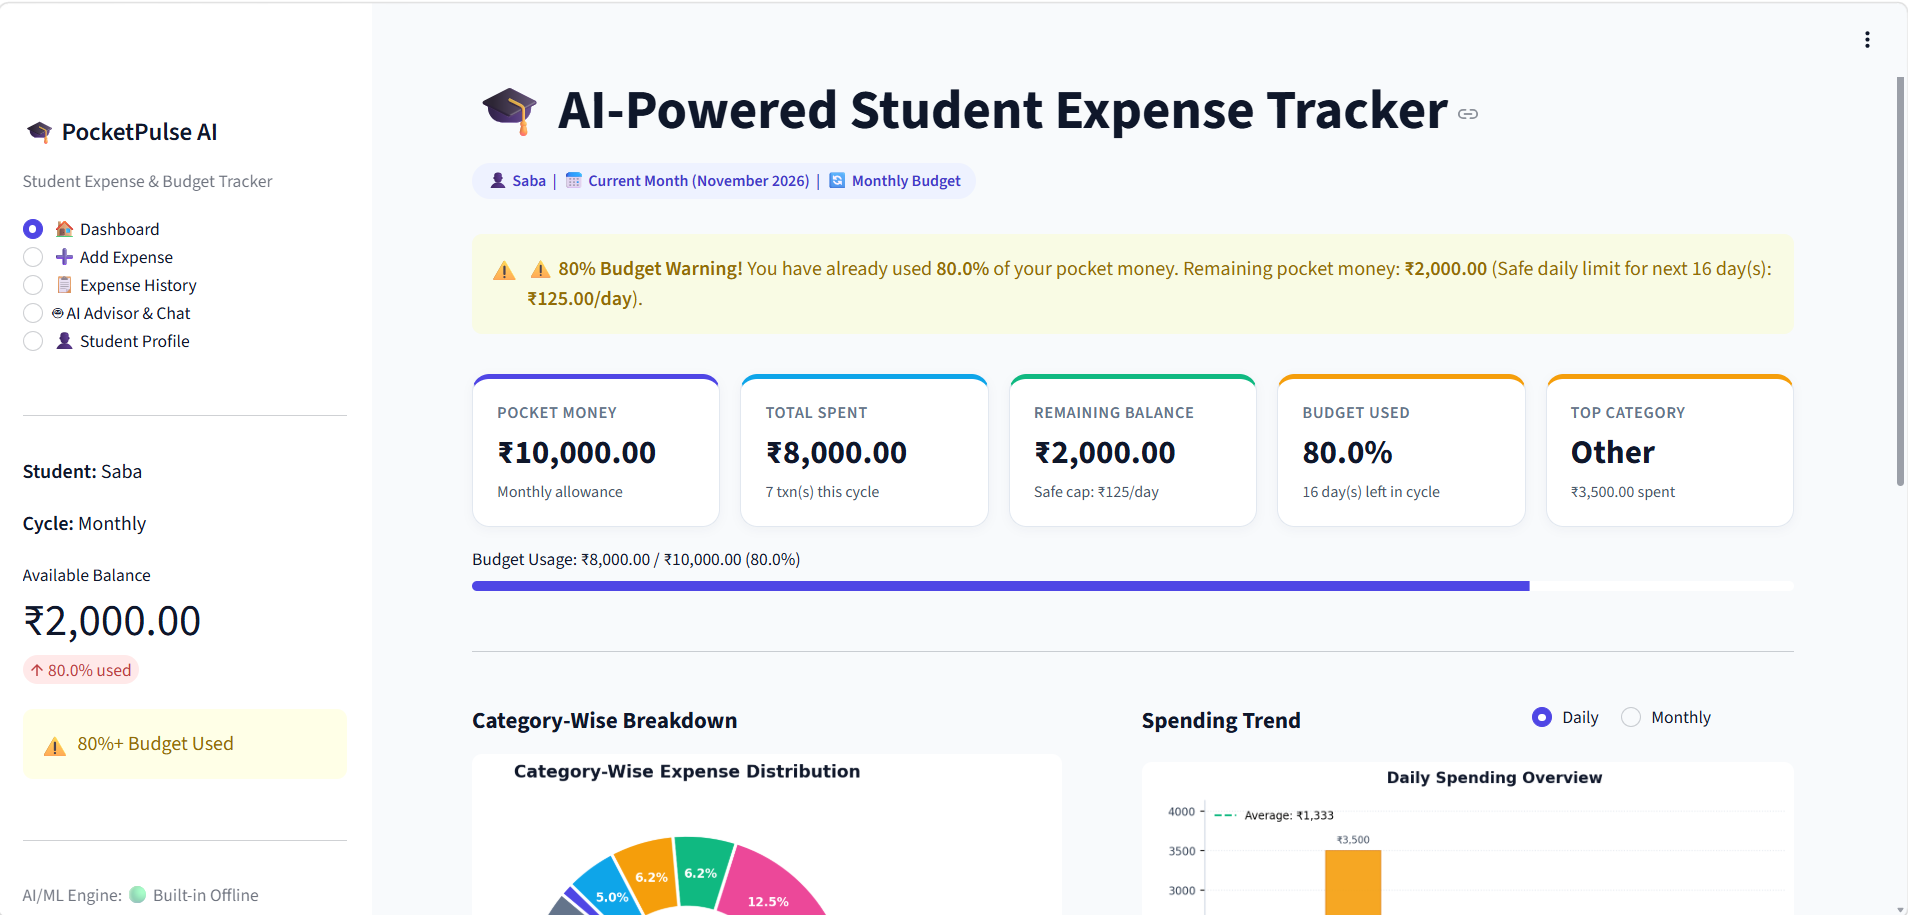 PocketPulse AI
Student Expense & Budget Tracker
Dashboard
Add Expense
Expense History
AI Advisor & Chat
Student Profile
Student: Saba
Cycle: Monthly
Available Balance
₹2,000.00
↑ 80.0% used
80%+ Budget Used
AI/ML Engine: Built-in Offline
AI-Powered Student Expense Tracker
Saba | Current Month (November 2026) | Monthly Budget
80% Budget Warning! You have already used 80.0% of your pocket money. Remaining pocket money: ₹2,000.00 (Safe daily limit for next 16 day(s):
₹125.00/day).
POCKET MONEY
₹10,000.00
Monthly allowance
TOTAL SPENT
₹8,000.00
7 txn(s) this cycle
REMAINING BALANCE
₹2,000.00
Safe cap: ₹125/day
BUDGET USED
80.0%
16 day(s) left in cycle
TOP CATEGORY
Other
₹3,500.00 spent
Budget Usage: ₹8,000.00 / ₹10,000.00 (80.0%)
Category-Wise Breakdown
Category-Wise Expense Distribution
5.0%
6.2%
6.2%
12.5%
Spending Trend
Daily
Monthly
Daily Spending Overview
Average: ₹1,333
₹3,500
4000
3500
3000